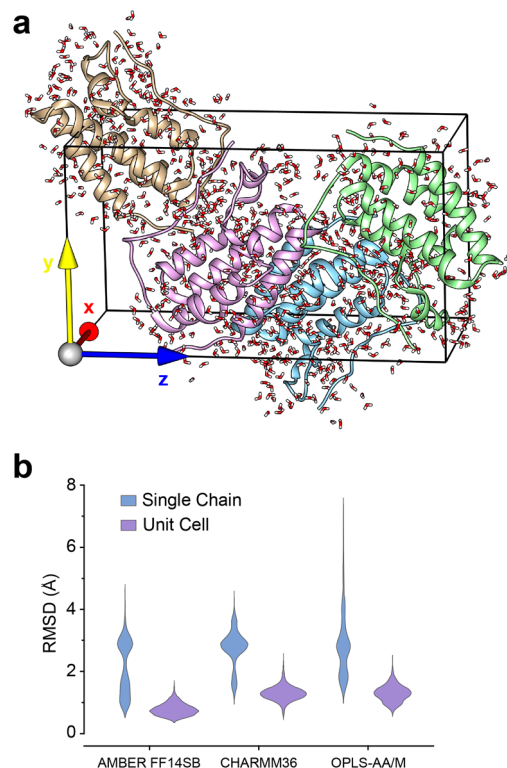 a
y
x
z
b
8
6
4
2
0
RMSD (Å)
Single Chain
Unit Cell
AMBER FF14SB CHARMM36 OPLS-AA/M